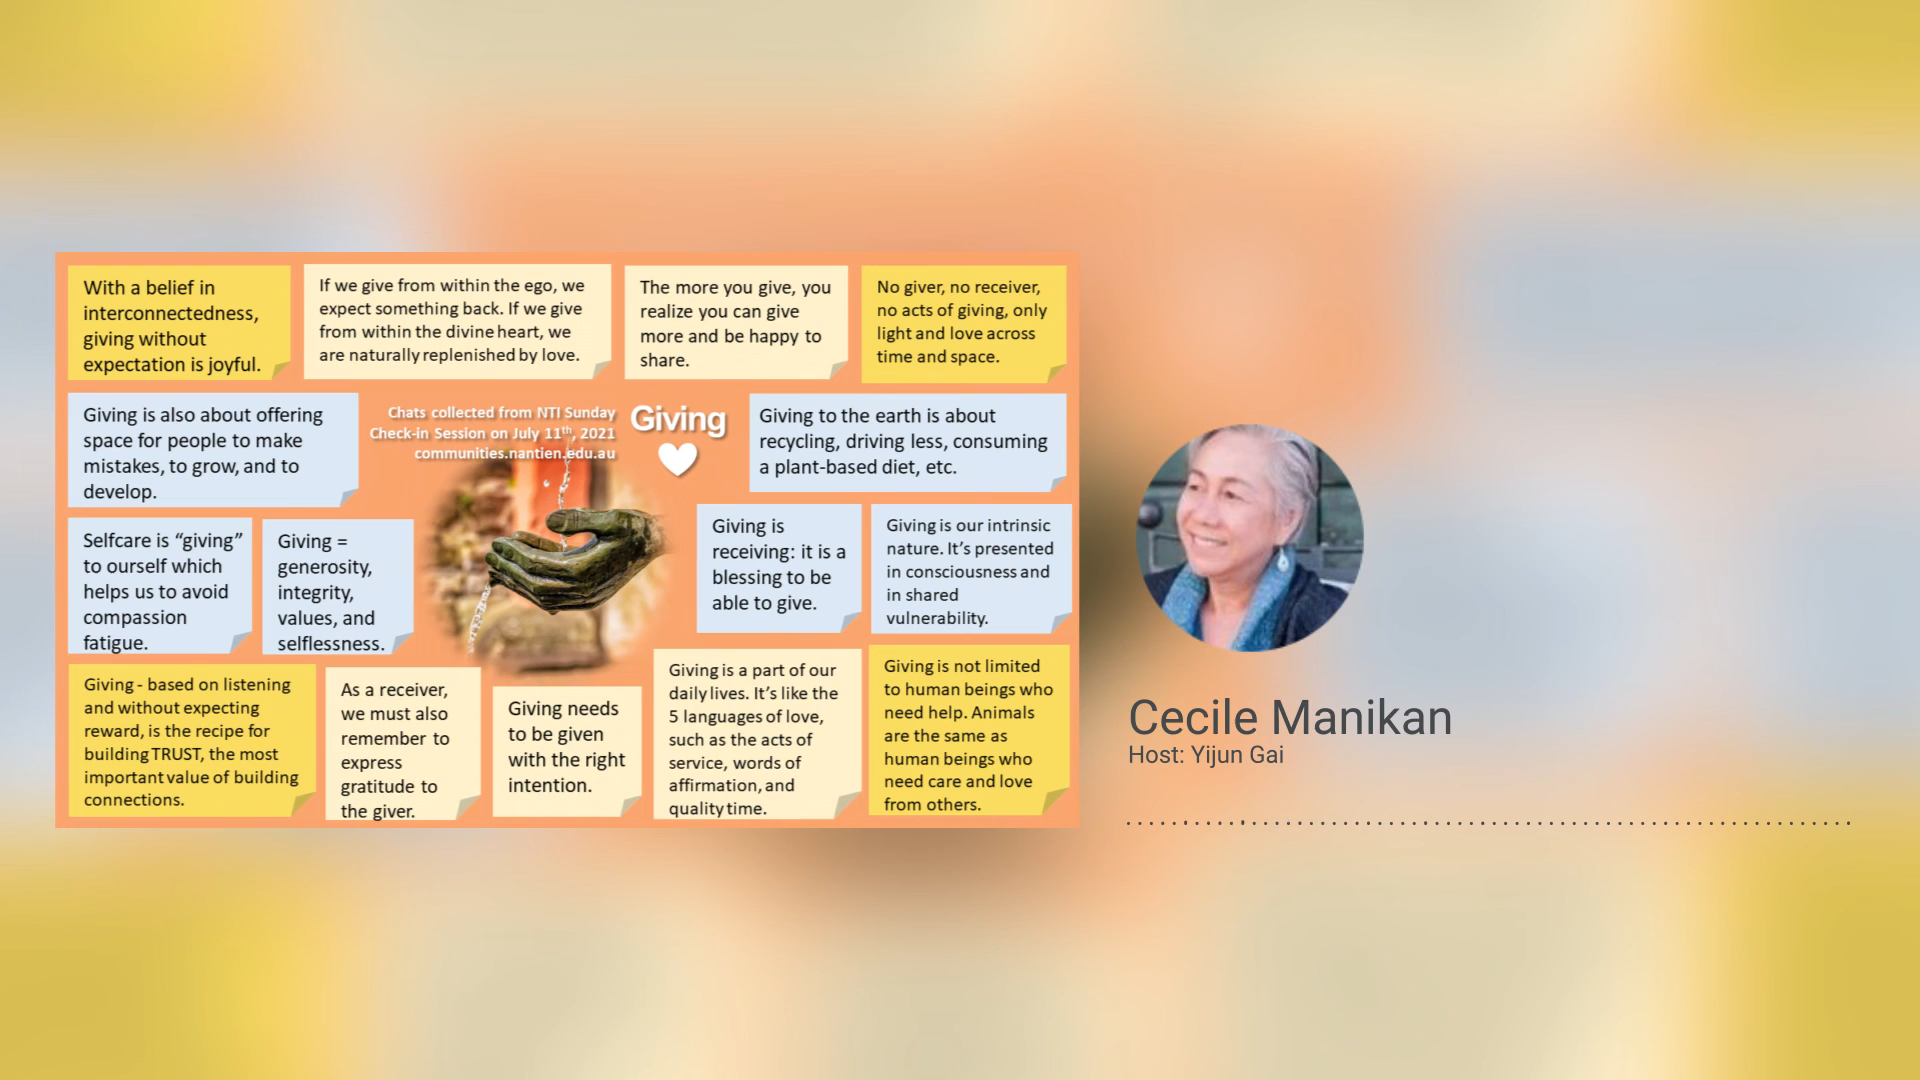 With a belief in
interconnectedness,
giving without
expectation is joyful.
If we give from within the ego, we
expect something back. If we give
from within the divine heart, we
are naturally replenished by love.
The more you give, you
realize you can give
more and be happy to
share.
No giver, no receiver,
no acts of giving, only
light and love across
time and space.
Giving is also about offering
space for people to make
mistakes, to grow, and to
develop.
Chats collected from NTI Sunday
Check-in Session on July 11th, 2021
communities.nantien.edu.au
Giving
Giving to the earth is about
recycling, driving less, consuming
a plant-based diet, etc.
Selfcare is “giving”
to ourself which
helps us to avoid
compassion
fatigue.
Giving =
generosity,
integrity,
values, and
selflessness.
Giving is
receiving: it is a
blessing to be
able to give.
Giving is our intrinsic
nature. It’s presented
in consciousness and
in shared
vulnerability.
Giving - based on listening
and without expecting
reward, is the recipe for
building TRUST, the most
important value of building
connections.
As a receiver,
we must also
remember to
express
gratitude to
the giver.
Giving needs
to be given
with the right
intention.
Giving is a part of our
daily lives. It’s like the
5 languages of love,
such as the acts of
service, words of
affirmation, and
quality time.
Giving is not limited
to human beings who
need help. Animals
are the same as
human beings who
need care and love
from others.
Cecile Manikan
Host: Yijun Gai